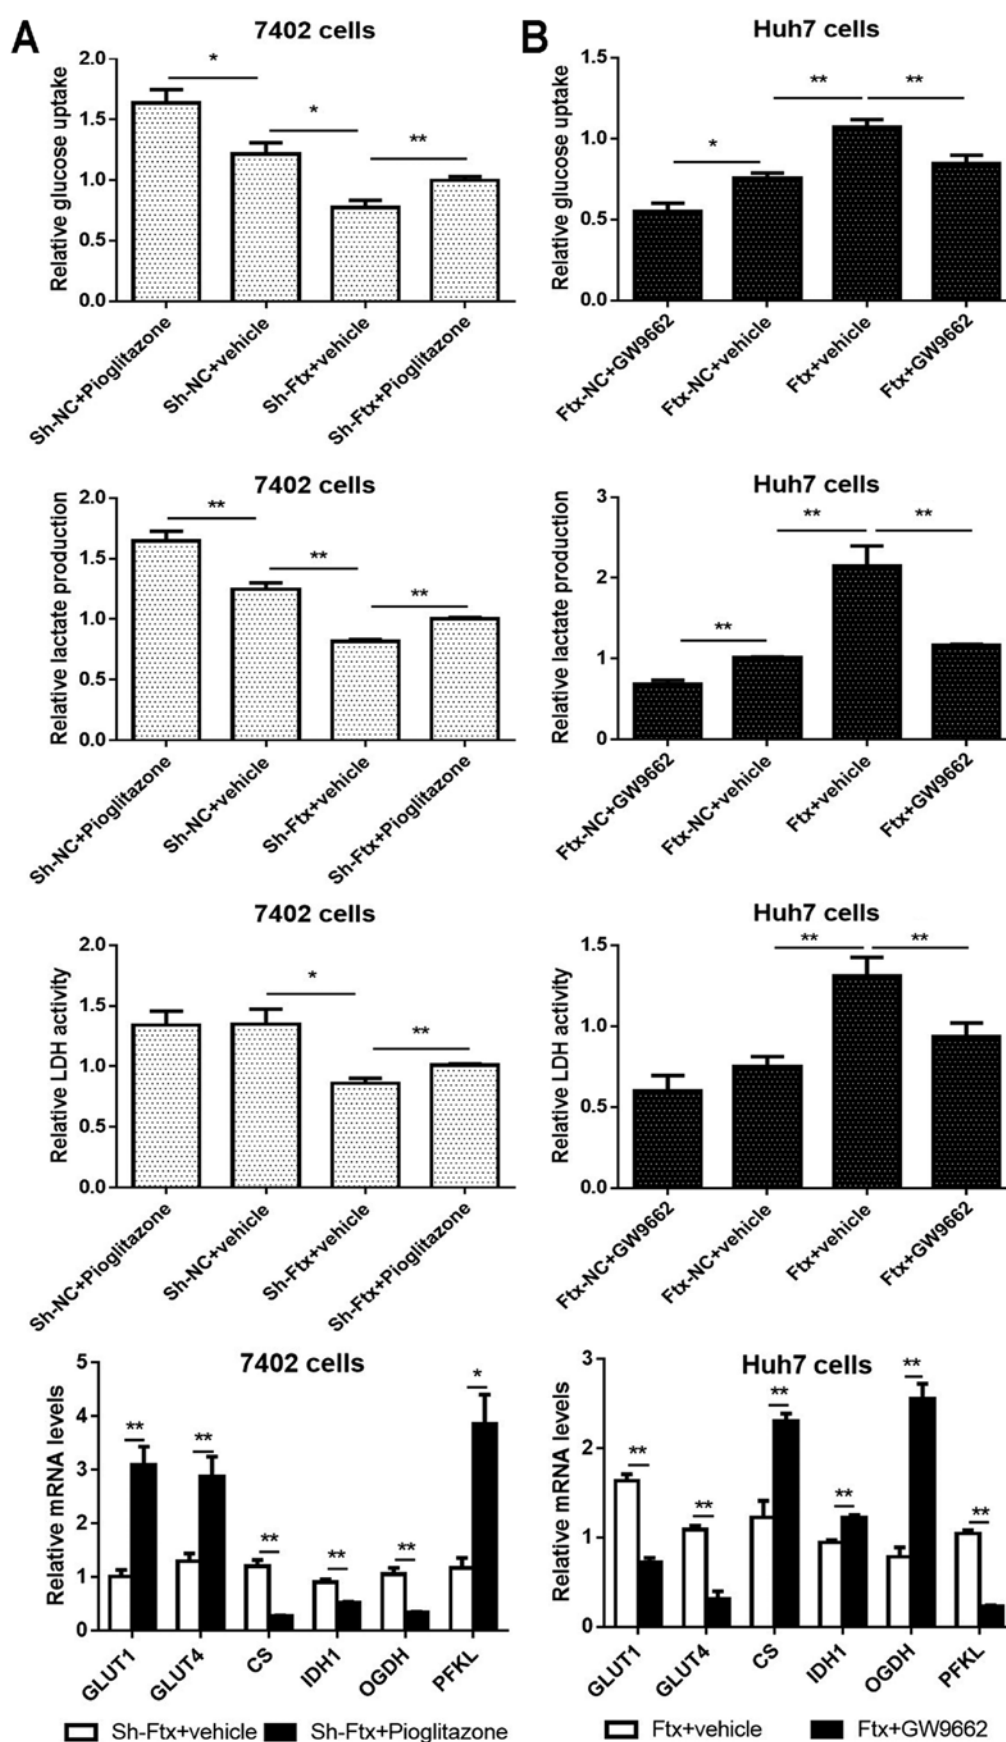 A
7402 cells
Relative glucose uptake
2.0
1.5
1.0
0.5
0.0
*
*
**
Sh-NC+Pioglitazone
Sh-NC+vehicle
Sh-Ftx+vehicle
Sh-Ftx+Pioglitazone
B
Huh7 cells
Relative glucose uptake
1.5
1.0
0.5
0.0
*
**
**
Ftx-NC+GW9662
Ftx-NC+vehicle
Ftx+vehicle
Ftx+GW9662
7402 cells
Relative lactate production
2.0
1.5
1.0
0.5
0.0
**
**
**
Sh-NC+Pioglitazone
Sh-NC+vehicle
Sh-Ftx+vehicle
Sh-Ftx+Pioglitazone
Huh7 cells
Relative lactate production
3
2
1
0
**
**
**
Ftx-NC+GW9662
Ftx-NC+vehicle
Ftx+vehicle
Ftx+GW9662
7402 cells
Relative LDH activity
2.0
1.5
1.0
0.5
0.0
*
**
Sh-NC+Pioglitazone
Sh-NC+vehicle
Sh-Ftx+vehicle
Sh-Ftx+Pioglitazone
Huh7 cells
Relative LDH activity
1.5
1.0
0.5
0.0
**
**
Ftx-NC+GW9662
Ftx-NC+vehicle
Ftx+vehicle
Ftx+GW9662
7402 cells
Relative mRNA levels
5
4
3
2
1
0
**
**
**
**
**
*
GLUT1
GLUT4
CS
IDH1
OGDH
PFKL
Sh-Ftx+vehicle
Sh-Ftx+Pioglitazone
Huh7 cells
Relative mRNA levels
3
2
1
0
**
**
**
**
**
**
GLUT1
GLUT4
CS
IDH1
OGDH
PFKL
Ftx+vehicle
Ftx+GW9662